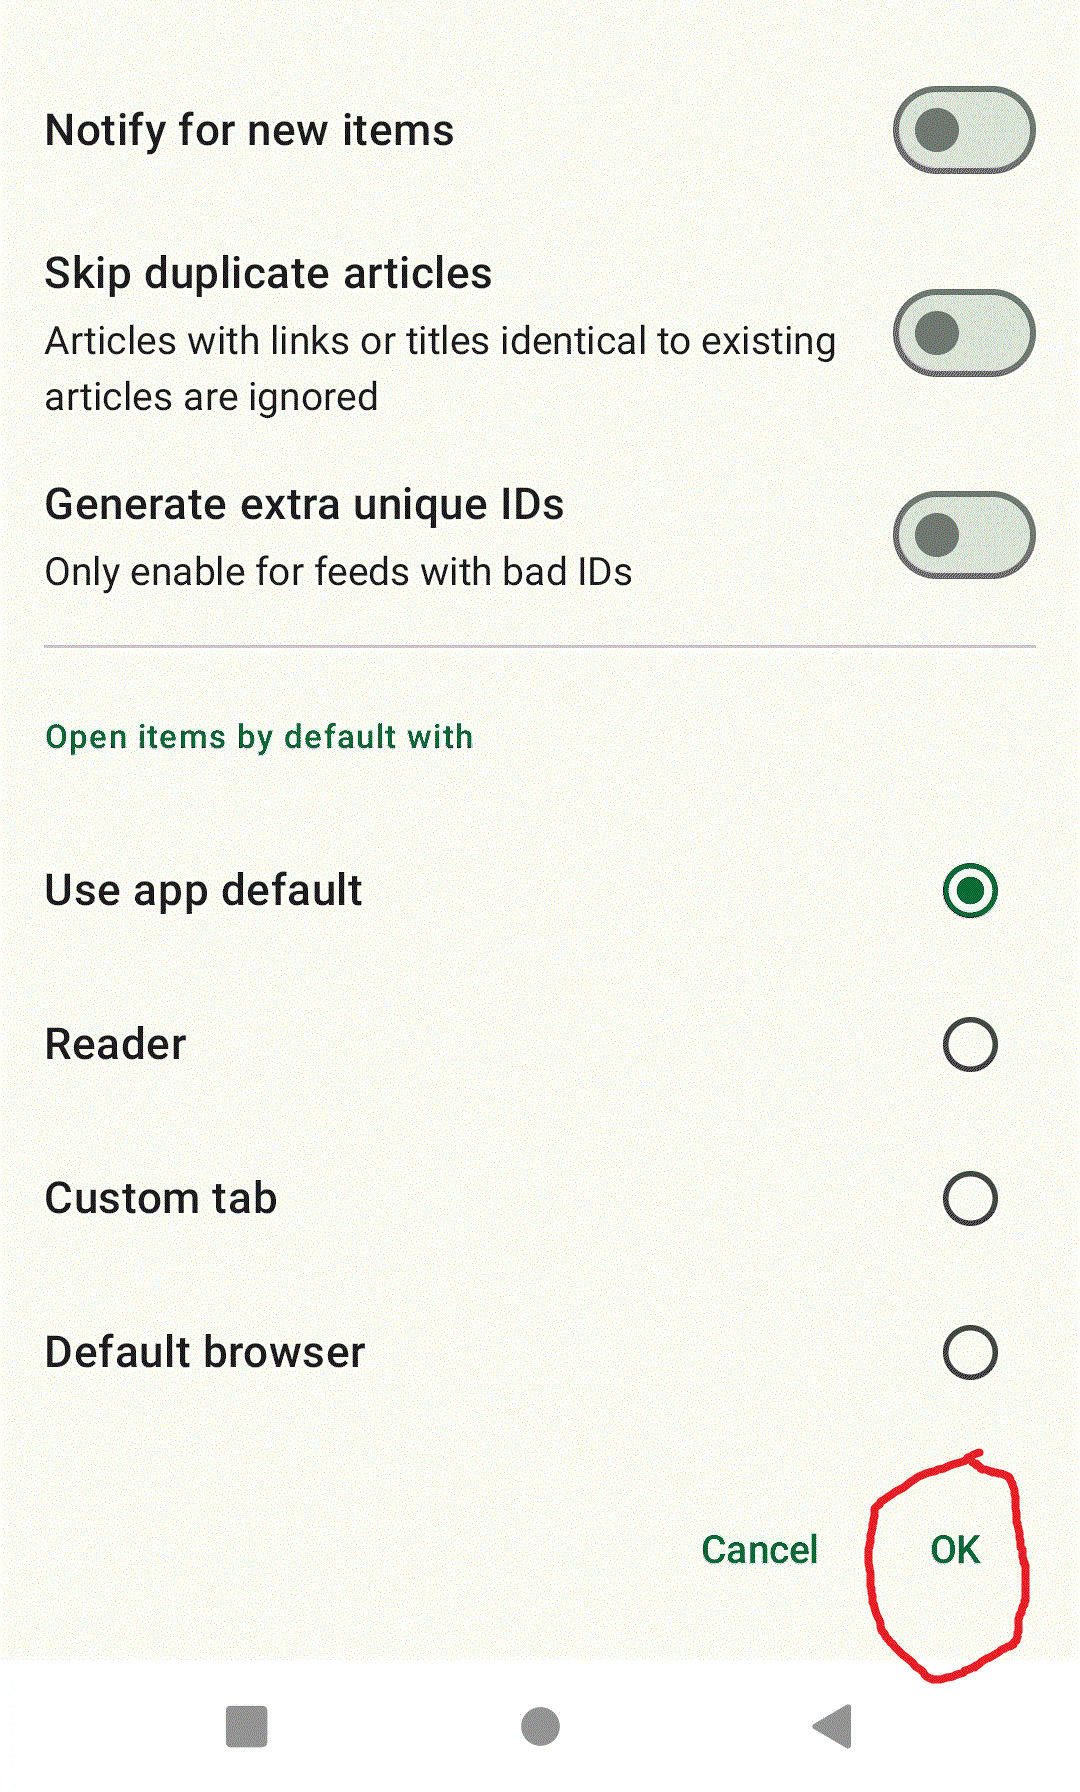 Notify for new items
Skip duplicate articles
Articles with links or titles identical to existing
articles are ignored
Generate extra unique IDs
Only enable for feeds with bad IDs
Open items by default with
Use app default
Reader
Custom tab
Default browser
Cancel OK